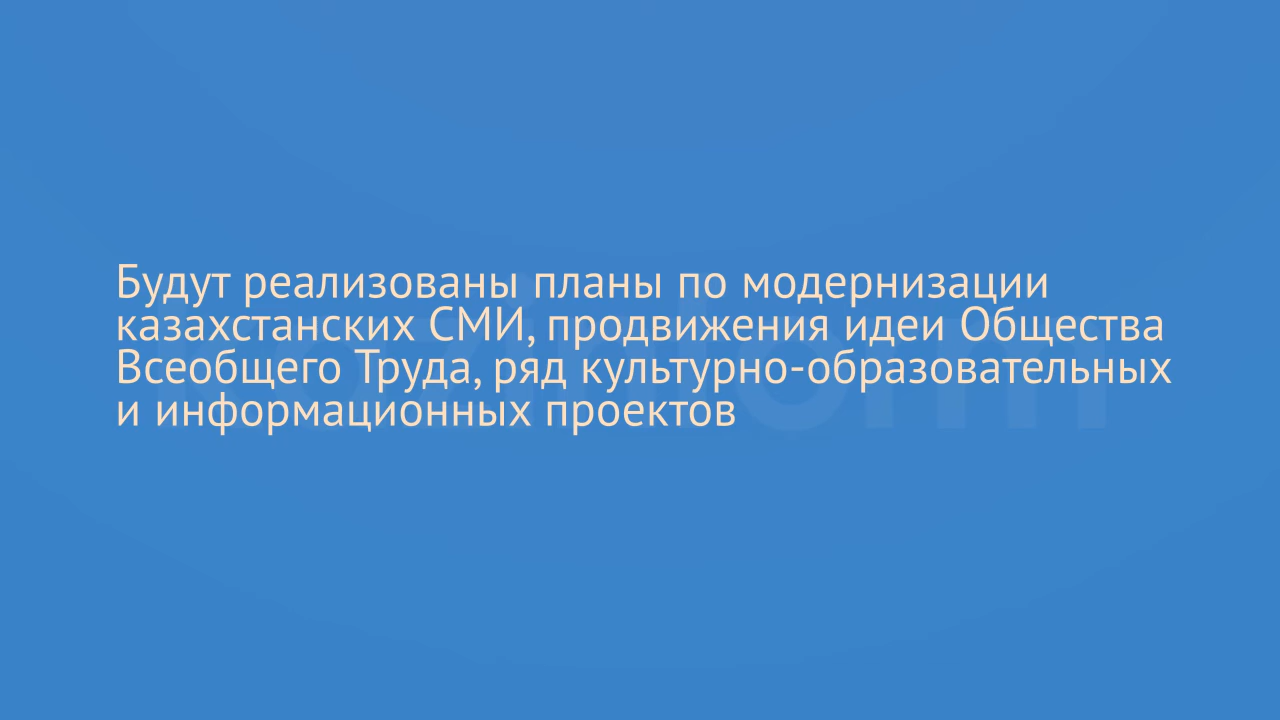 Будут реализованы планы по модернизации
казахстанских СМИ, продвижения идеи Общества
Всеобщего Труда, ряд культурно-образовательных
и информационных проектов